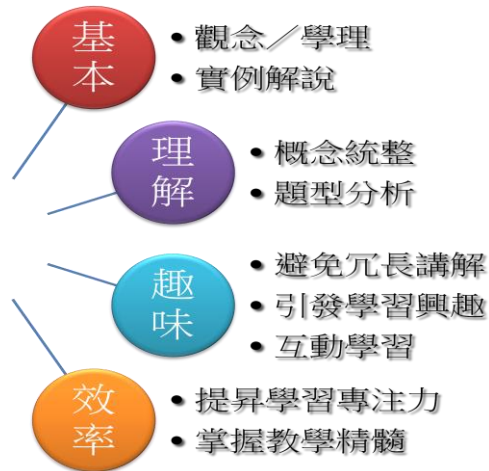 基本
• 觀念／學理
• 實例解說
理解
• 概念統整
• 題型分析
趣味
• 避免冗長講解
• 引發學習興趣
• 互動學習
效率
• 提昇學習專注力
• 掌握教學精髓